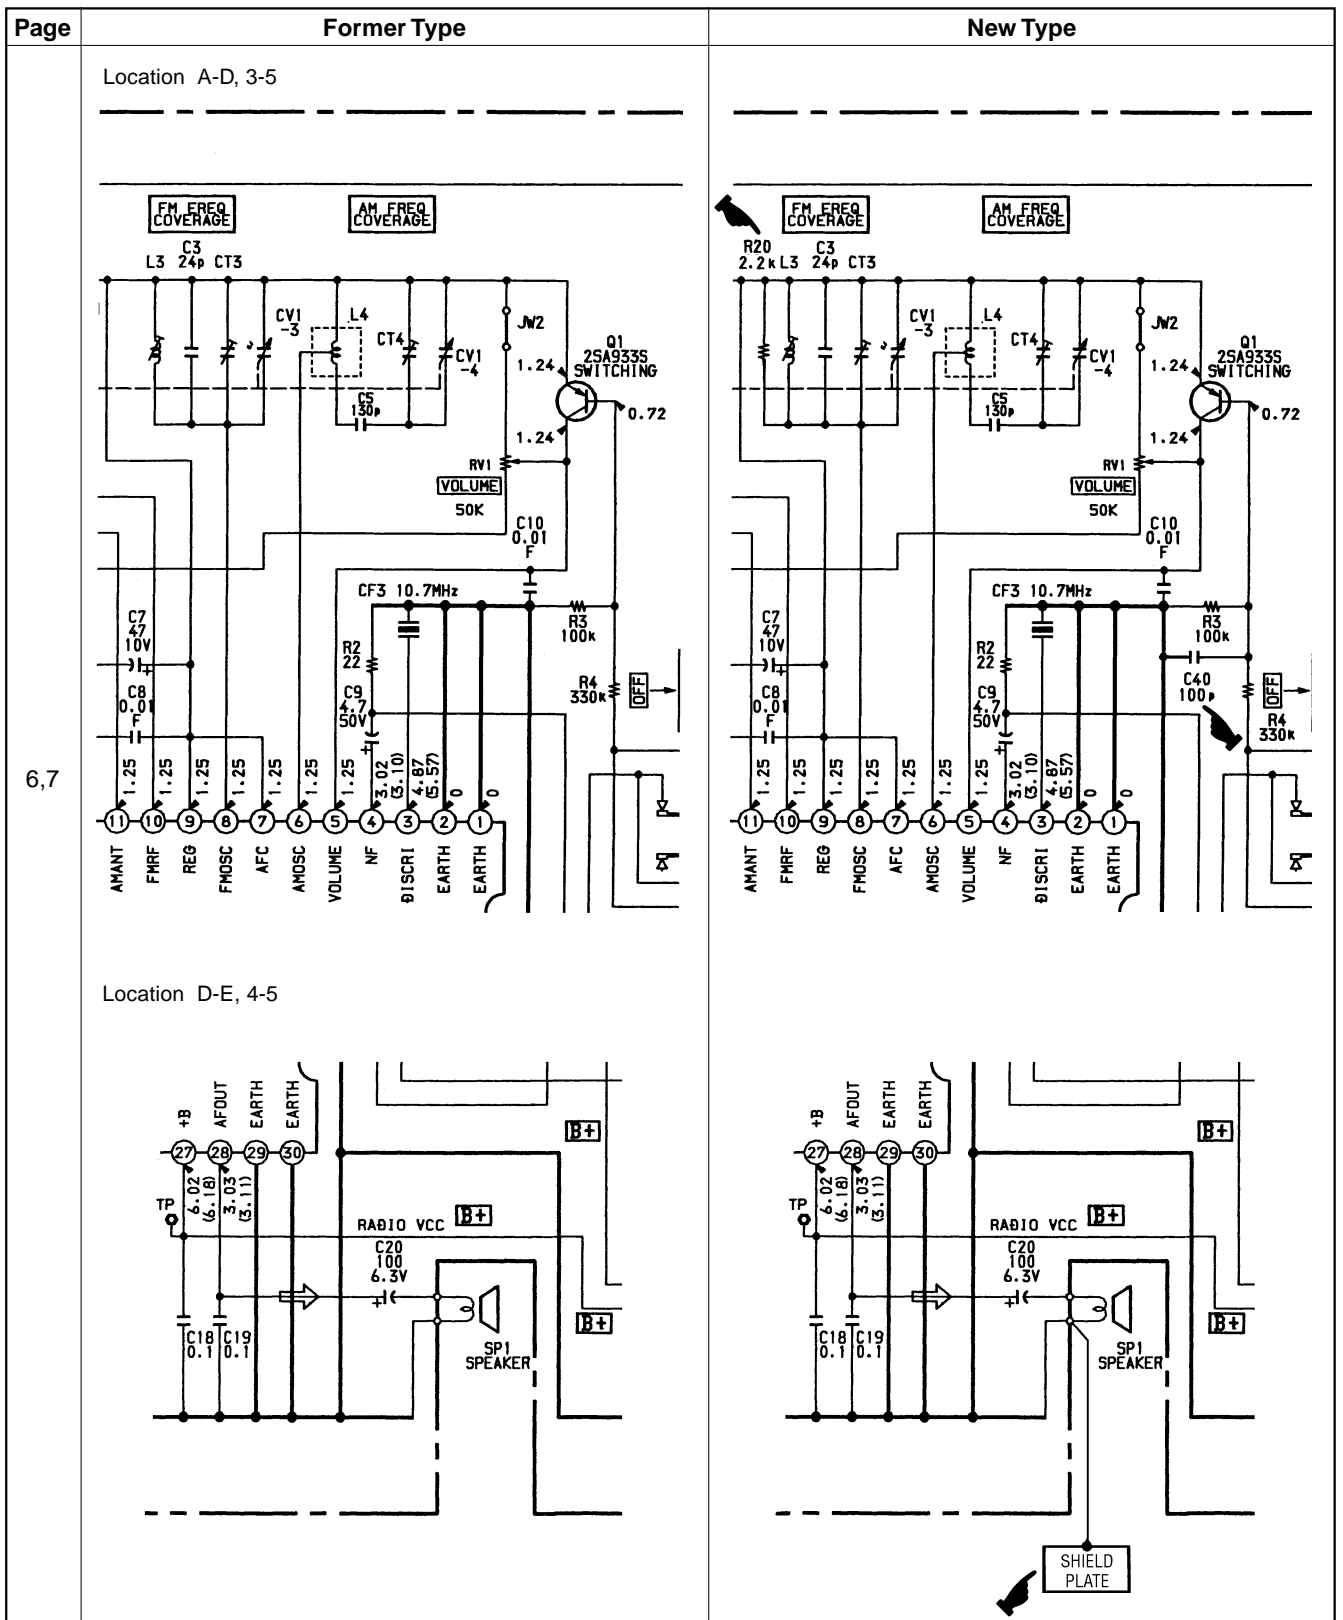 Page
Former Type
New Type
6,7
Location A-D, 3-5
FM FREQ
COVERAGE
AM FREQ
COVERAGE
L3
C3
24p
CT3
CV1
-3
L4
CT4
CV1
-4
JW2
Q1
2SA933S
SWITCHING
1.24
0.72
1.24
C5
130p
RV1
VOLUME
50K
C10
0.01
F
CF3 10.7MHz
C7
47
10V
+
R2
22
R3
100k
C8
0.01
F
C9
4.7
50V
+
R4
330k
OFF
1.25
1.25
1.25
1.25
1.25
1.25
1.25
3.02
(3.10)
4.87
(5.57)
0
0
11
10
9
8
7
6
5
4
3
2
1
AMANT
FMRF
REG
FMOSC
AFC
AMOSC
VOLUME
NF
DISCRI
EARTH
EARTH
FM FREQ
COVERAGE
AM FREQ
COVERAGE
R20
2.2k
L3
C3
24p
CT3
CV1
-3
L4
CT4
CV1
-4
JW2
Q1
2SA933S
SWITCHING
1.24
0.72
1.24
C5
130p
RV1
VOLUME
50K
C10
0.01
F
CF3 10.7MHz
C7
47
10V
+
R2
22
R3
100k
C40
100p
C8
0.01
F
C9
4.7
50V
+
R4
330k
OFF
1.25
1.25
1.25
1.25
1.25
1.25
1.25
3.02
(3.10)
4.87
(5.57)
0
0
11
10
9
8
7
6
5
4
3
2
1
AMANT
FMRF
REG
FMOSC
AFC
AMOSC
VOLUME
NF
DISCRI
EARTH
EARTH
Location D-E, 4-5
+B
AFOUT
EARTH
EARTH
27
28
29
30
B+
6.02
(6.18)
3.03
(3.11)
TP
RADIO VCC
B+
C20
100
6.3V
+
B+
C18
0.1
C19
0.1
SP1
SPEAKER
+B
AFOUT
EARTH
EARTH
27
28
29
30
B+
6.02
(6.18)
3.03
(3.11)
TP
RADIO VCC
B+
C20
100
6.3V
+
B+
C18
0.1
C19
0.1
SP1
SPEAKER
SHIELD
PLATE